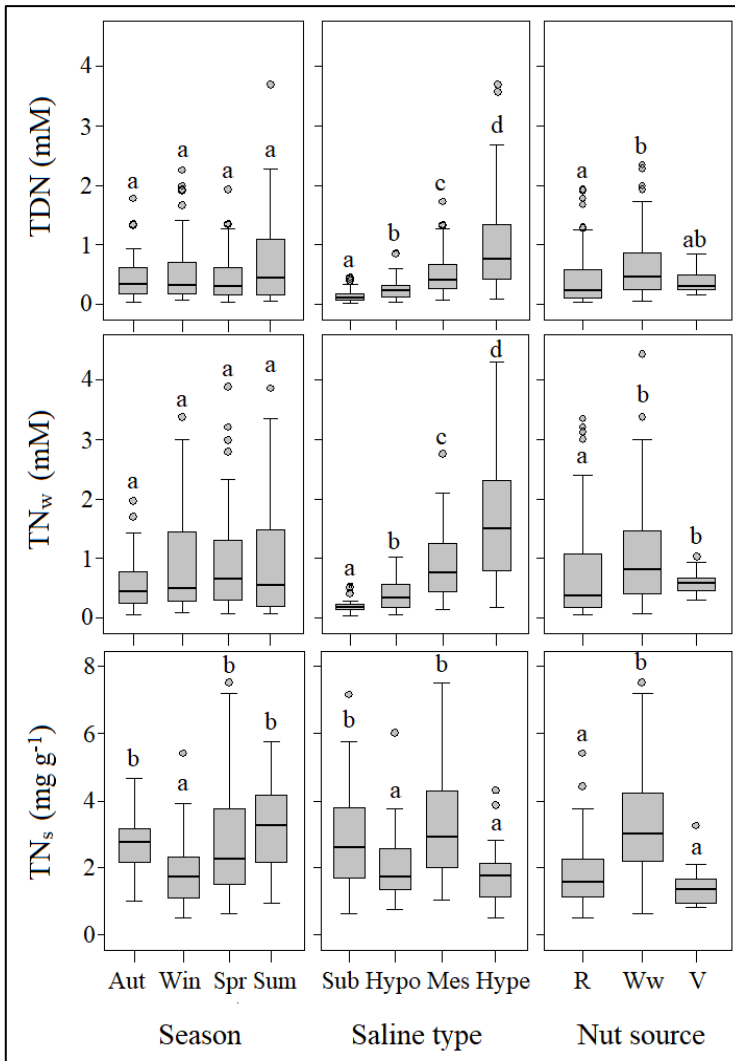 TDN (mM)
4
3
2
1
0
a
a
a
a
a
b
c
d
a
b
ab
TNw (mM)
4
3
2
1
0
a
a
a
a
a
b
c
d
a
b
b
TNs (mg g-1)
8
6
4
2
0
b
a
b
b
b
a
b
a
a
b
a
Aut Win Spr Sum
Sub Hypo Mes Hype
R Ww V
Season
Saline type
Nut source